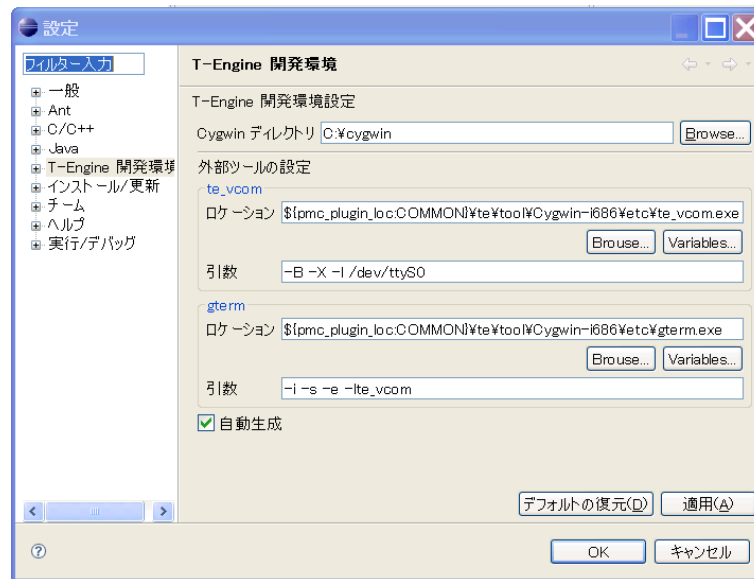 設定
フィルター入力
一般
Ant
C/C++
Java
T-Engine 開発環境
インストール/更新
チーム
ヘルプ
実行/デバッグ
T-Engine 開発環境
T-Engine 開発環境設定
Cygwin ディレクトリ C:¥cygwin Browse...
外部ツールの設定
te_vcom
ロケーション ${pmc_plugin_loc:COMMON}¥te¥tool¥Cygwin-i686¥etc¥te_vcom.exe
Browse... Variables...
引数 -B -X -l /dev/ttyS0
gterm
ロケーション ${pmc_plugin_loc:COMMON}¥te¥tool¥Cygwin-i686¥etc¥gterm.exe
Browse... Variables...
引数 -i -s -e -lte_vcom
自動生成
デフォルトの復元(D) 適用(A)
OK キャンセル